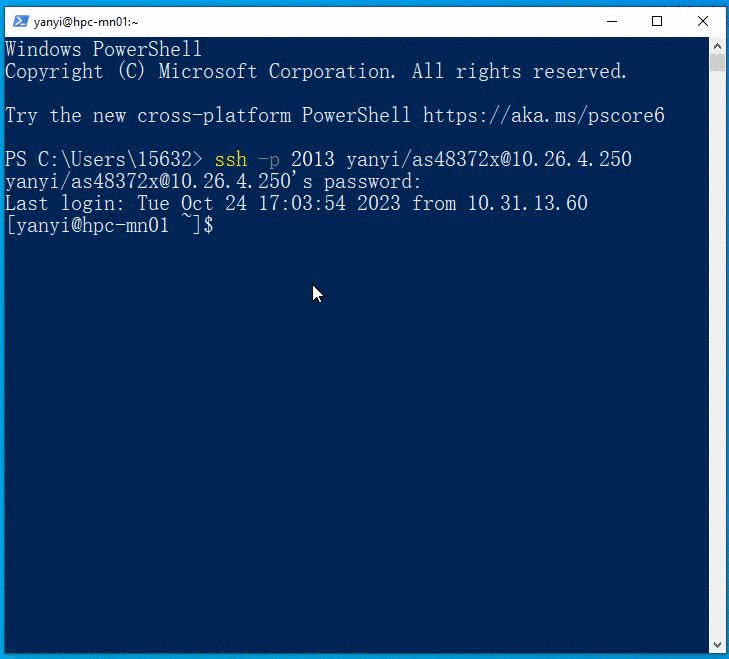 yanyi@hpc-mn01:~
Windows PowerShell
Copyright (C) Microsoft Corporation. All rights reserved.
Try the new cross-platform PowerShell https://aka.ms/pscore6
PS C:\Users\15632> ssh -p 2013 yanyi/as48372x@10.26.4.250
yanyi/as48372x@10.26.4.250's password:
Last login: Tue Oct 24 17:03:54 2023 from 10.31.13.60
[yanyi@hpc-mn01 ~]$